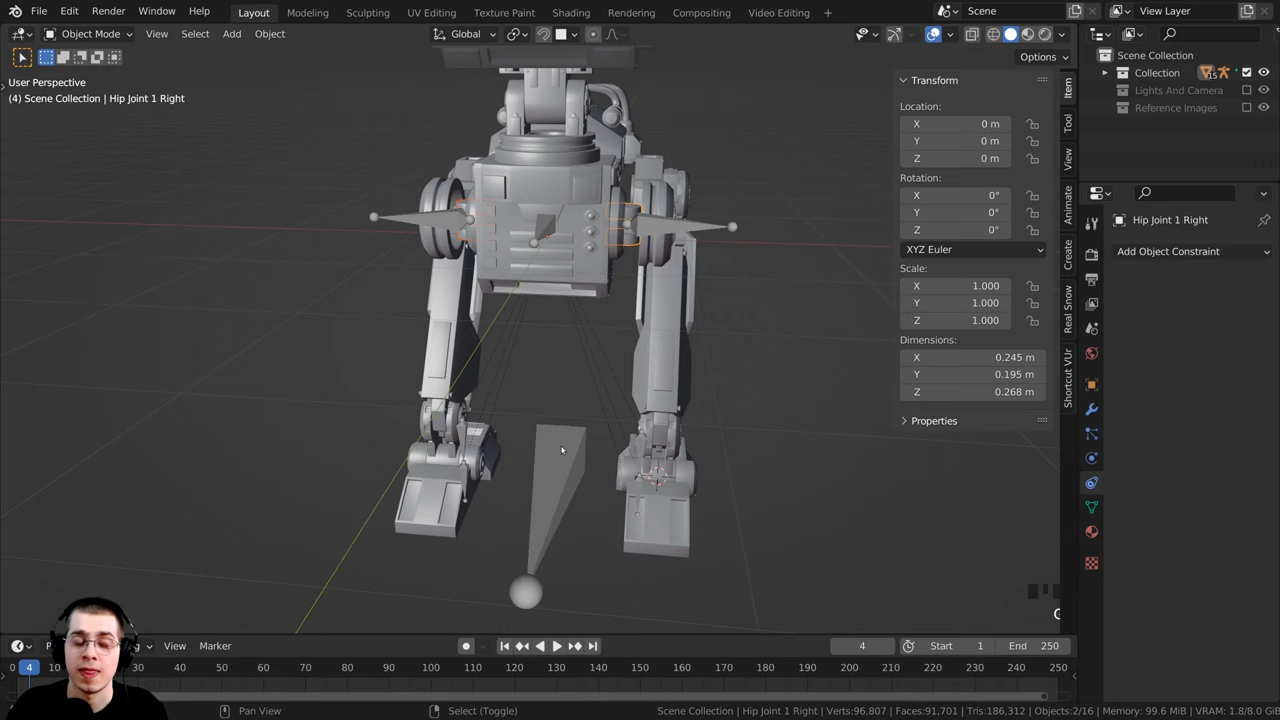 File Edit Render Window Help
Layout Modeling Sculpting UV Editing Texture Paint Shading Rendering Compositing Video Editing +
Scene
View Layer
Object Mode View Select Add Object
Global
Options
User Perspective
(4) Scene Collection | Hip Joint 1 Right
Transform
Location:
X 0 m
Y 0 m
Z 0 m
Rotation:
X 0°
Y 0°
Z 0°
XYZ Euler
Scale:
X 1.000
Y 1.000
Z 1.000
Dimensions:
X 0.245 m
Y 0.195 m
Z 0.268 m
Properties
Item
Tool
View
Animate
Create
Real Snow
Shortcut VUr
Scene Collection
Collection 15
Lights And Camera
Reference Images
Hip Joint 1 Right
Add Object Constraint
View Marker
4
Start 1
End 250
0 4 10 20 30 40 50 60 70 80 90 100 110 120 130 140 150 160 170 180 190 200 210 220 230 240 250
Pan View
Select (Toggle)
Scene Collection | Hip Joint 1 Right | Verts:96,807 | Faces:91,701 | Tris:186,312 | Objects:2/16 | Memory: 99.6 MiB | VRAM: 1.8/8.0 Gi